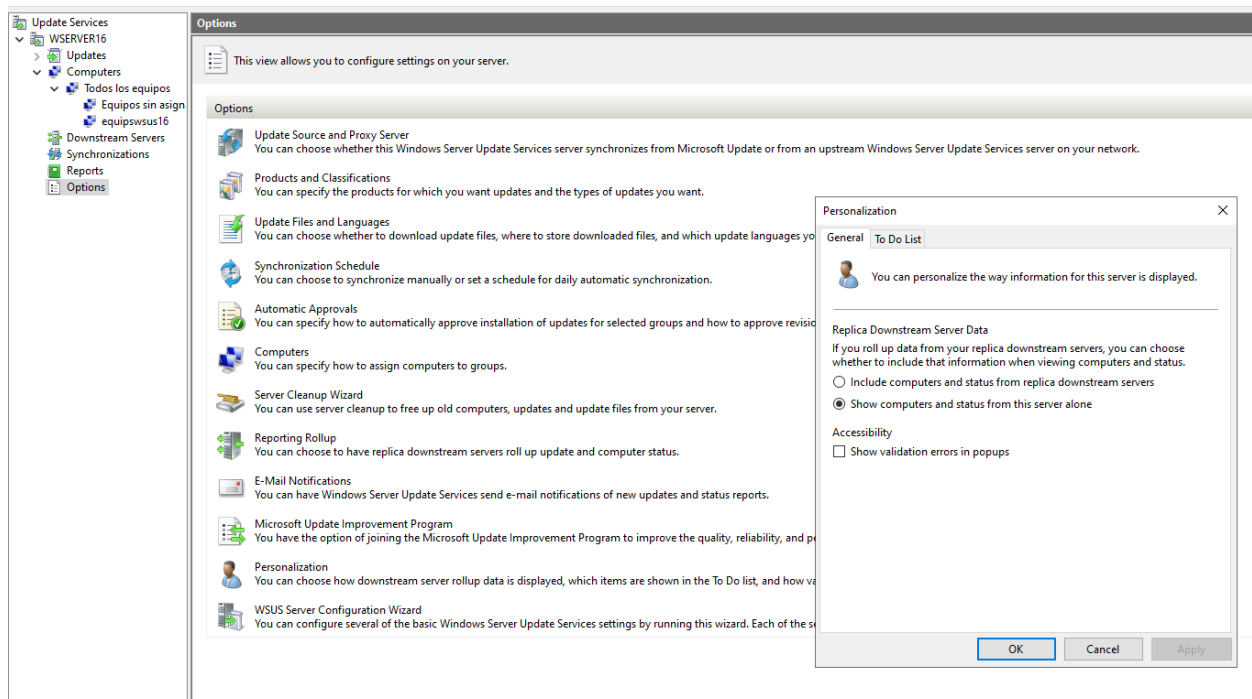 Update Services
WSERVER16
Updates
Computers
Todos los equipos
Equipos sin asign
equipswsus16
Downstream Servers
Synchronizations
Reports
Options
Options
This view allows you to configure settings on your server.
Options
Update Source and Proxy Server
You can choose whether this Windows Server Update Services server synchronizes from Microsoft Update or from an upstream Windows Server Update Services server on your network.
Products and Classifications
You can specify the products for which you want updates and the types of updates you want.
Update Files and Languages
You can choose whether to download update files, where to store downloaded files, and which update languages yo
Synchronization Schedule
You can choose to synchronize manually or set a schedule for daily automatic synchronization.
Automatic Approvals
You can specify how to automatically approve installation of updates for selected groups and how to approve revisio
Computers
You can specify how to assign computers to groups.
Server Cleanup Wizard
You can use server cleanup to free up old computers, updates and update files from your server.
Reporting Rollup
You can choose to have replica downstream servers roll up update and computer status.
E-Mail Notifications
You can have Windows Server Update Services send e-mail notifications of new updates and status reports.
Microsoft Update Improvement Program
You have the option of joining the Microsoft Update Improvement Program to improve the quality, reliability, and p
Personalization
You can choose how downstream server rollup data is displayed, which items are shown in the To Do list, and how va
WSUS Server Configuration Wizard
You can configure several of the basic Windows Server Update Services settings by running this wizard. Each of the s
Personalization
General
To Do List
You can personalize the way information for this server is displayed.
Replica Downstream Server Data
If you roll up data from your replica downstream servers, you can choose
whether to include that information when viewing computers and status.
Include computers and status from replica downstream servers
Show computers and status from this server alone
Accessibility
Show validation errors in popups
OK
Cancel
Apply